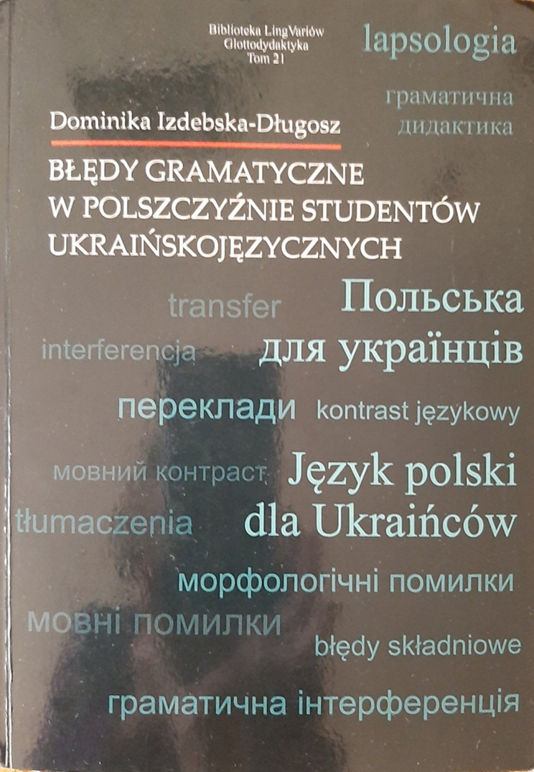 Biblioteka LingVariów
Glottodydaktyka
Tom 21
lapsologia
граматична
дидактика
Dominika Izdebska-Długosz
BŁĘDY GRAMATYCZNE
W POLSZCZYŹNIE STUDENTÓW
UKRAIŃSKOJĘZYCZNYCH
transfer
Польська
interferencja
для українців
переклади
kontrast językowy
мовний контраст
Język polski
tłumaczenia
dla Ukraińców
морфологічні помилки
мовні помилки
błędy składniowe
граматична інтерференція